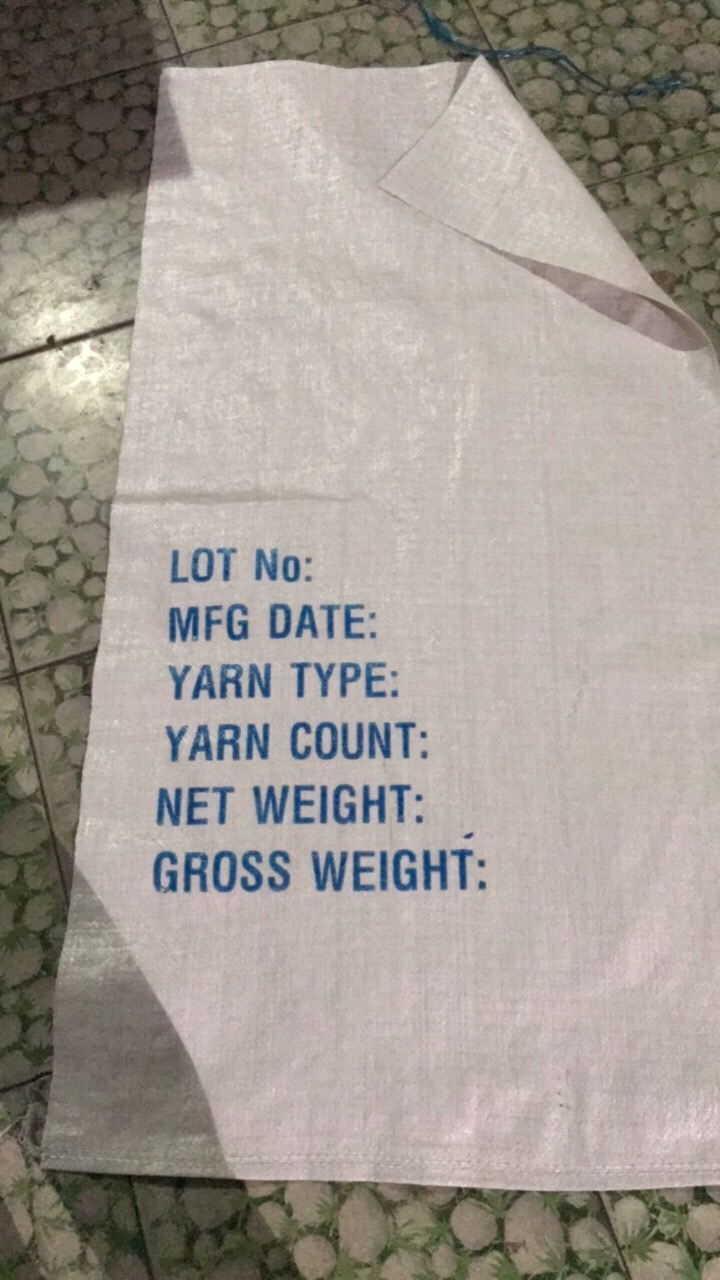 LOT No:
MFG DATE:
YARN TYPE:
YARN COUNT:
NET WEIGHT:
GROSS WEIGHT: